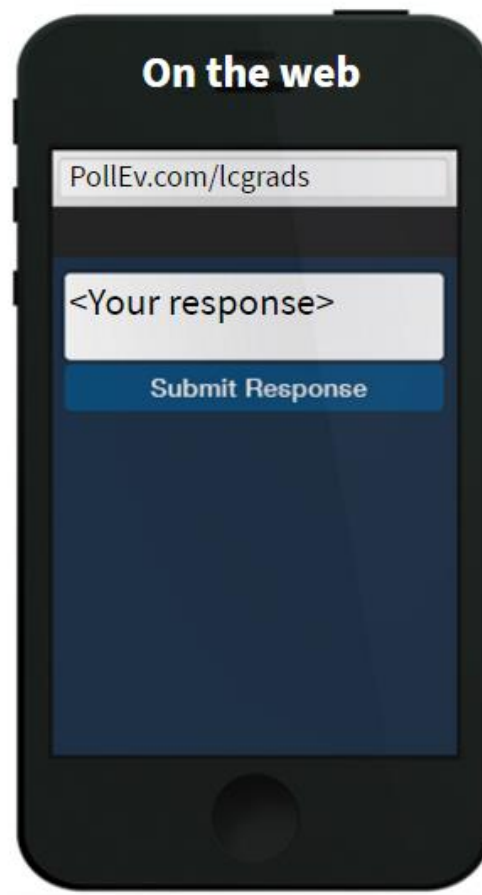 On the web
PollEv.com/lcgrads
<Your response>
Submit Response